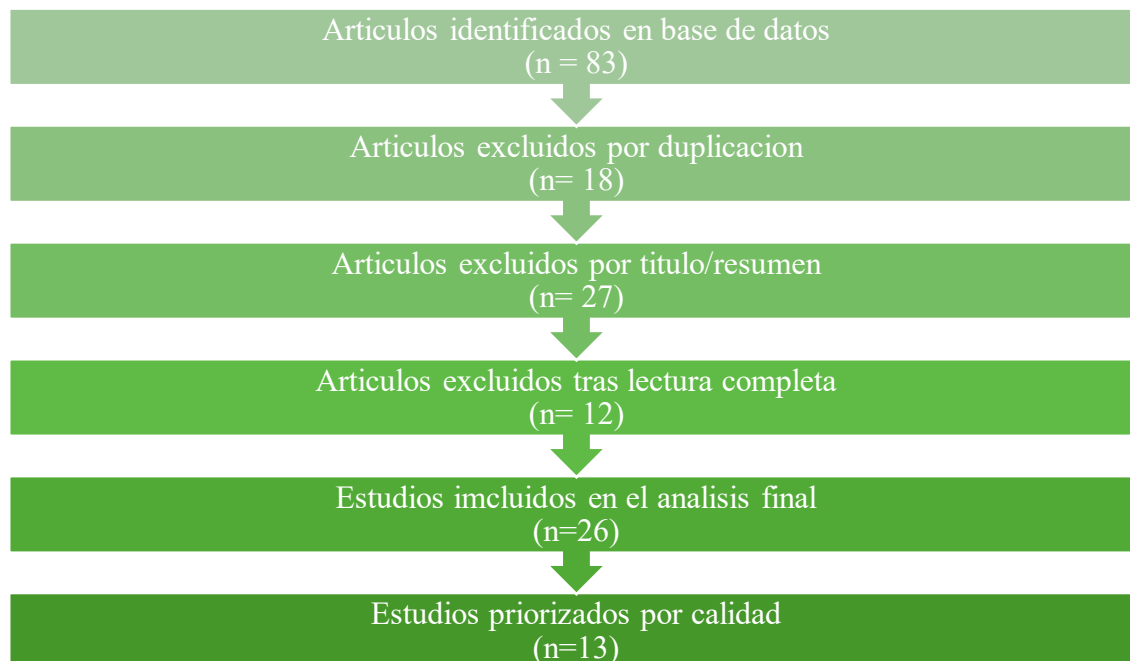 Articulos identificados en base de datos
(n = 83)
Articulos excluidos por duplicacion
(n= 18)
Articulos excluidos por titulo/resumen
(n= 27)
Articulos excluidos tras lectura completa
(n= 12)
Estudios imcluidos en el analisis final
(n=26)
Estudios priorizados por calidad
(n=13)